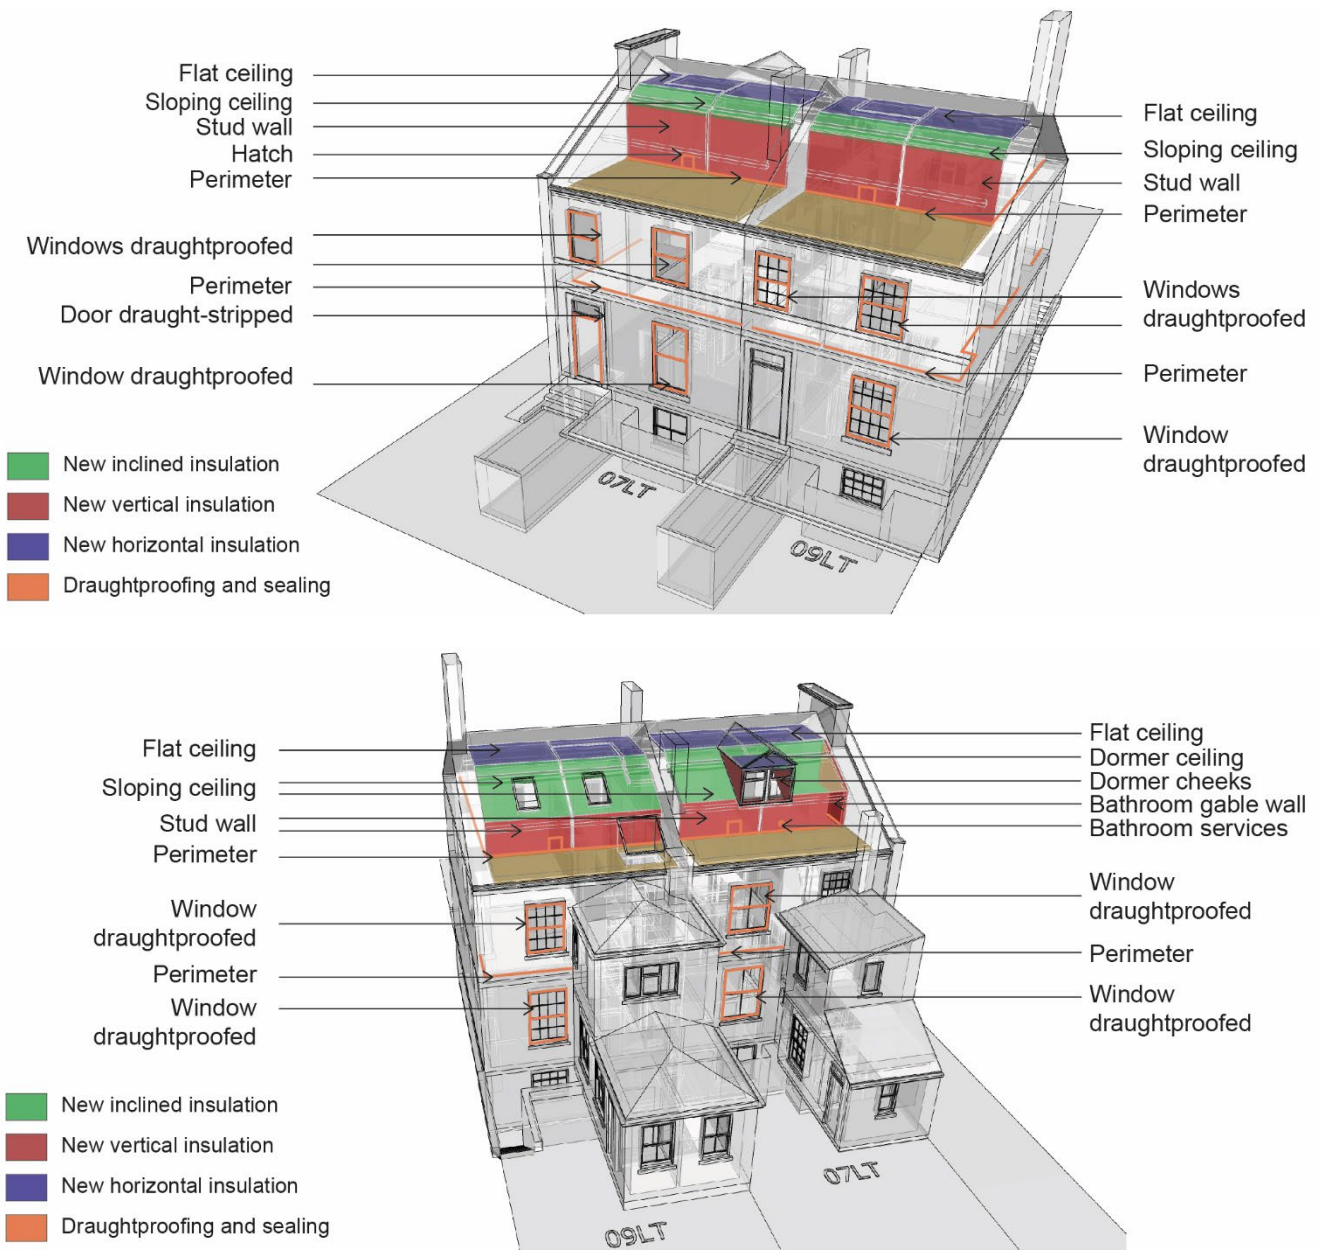 Flat ceiling
Sloping ceiling
Stud wall
Hatch
Perimeter
Windows draughtproofed
Perimeter
Door draught-stripped
Window draughtproofed
Flat ceiling
Sloping ceiling
Stud wall
Perimeter
Windows
draughtproofed
Perimeter
Window
draughtproofed
New inclined insulation
New vertical insulation
New horizontal insulation
Draughtproofing and sealing
07LT
09LT
Flat ceiling
Sloping ceiling
Stud wall
Perimeter
Window
draughtproofed
Perimeter
Window
draughtproofed
Flat ceiling
Dormer ceiling
Dormer cheeks
Bathroom gable wall
Bathroom services
Window
draughtproofed
Perimeter
Window
draughtproofed
New inclined insulation
New vertical insulation
New horizontal insulation
Draughtproofing and sealing
09LT
07LT